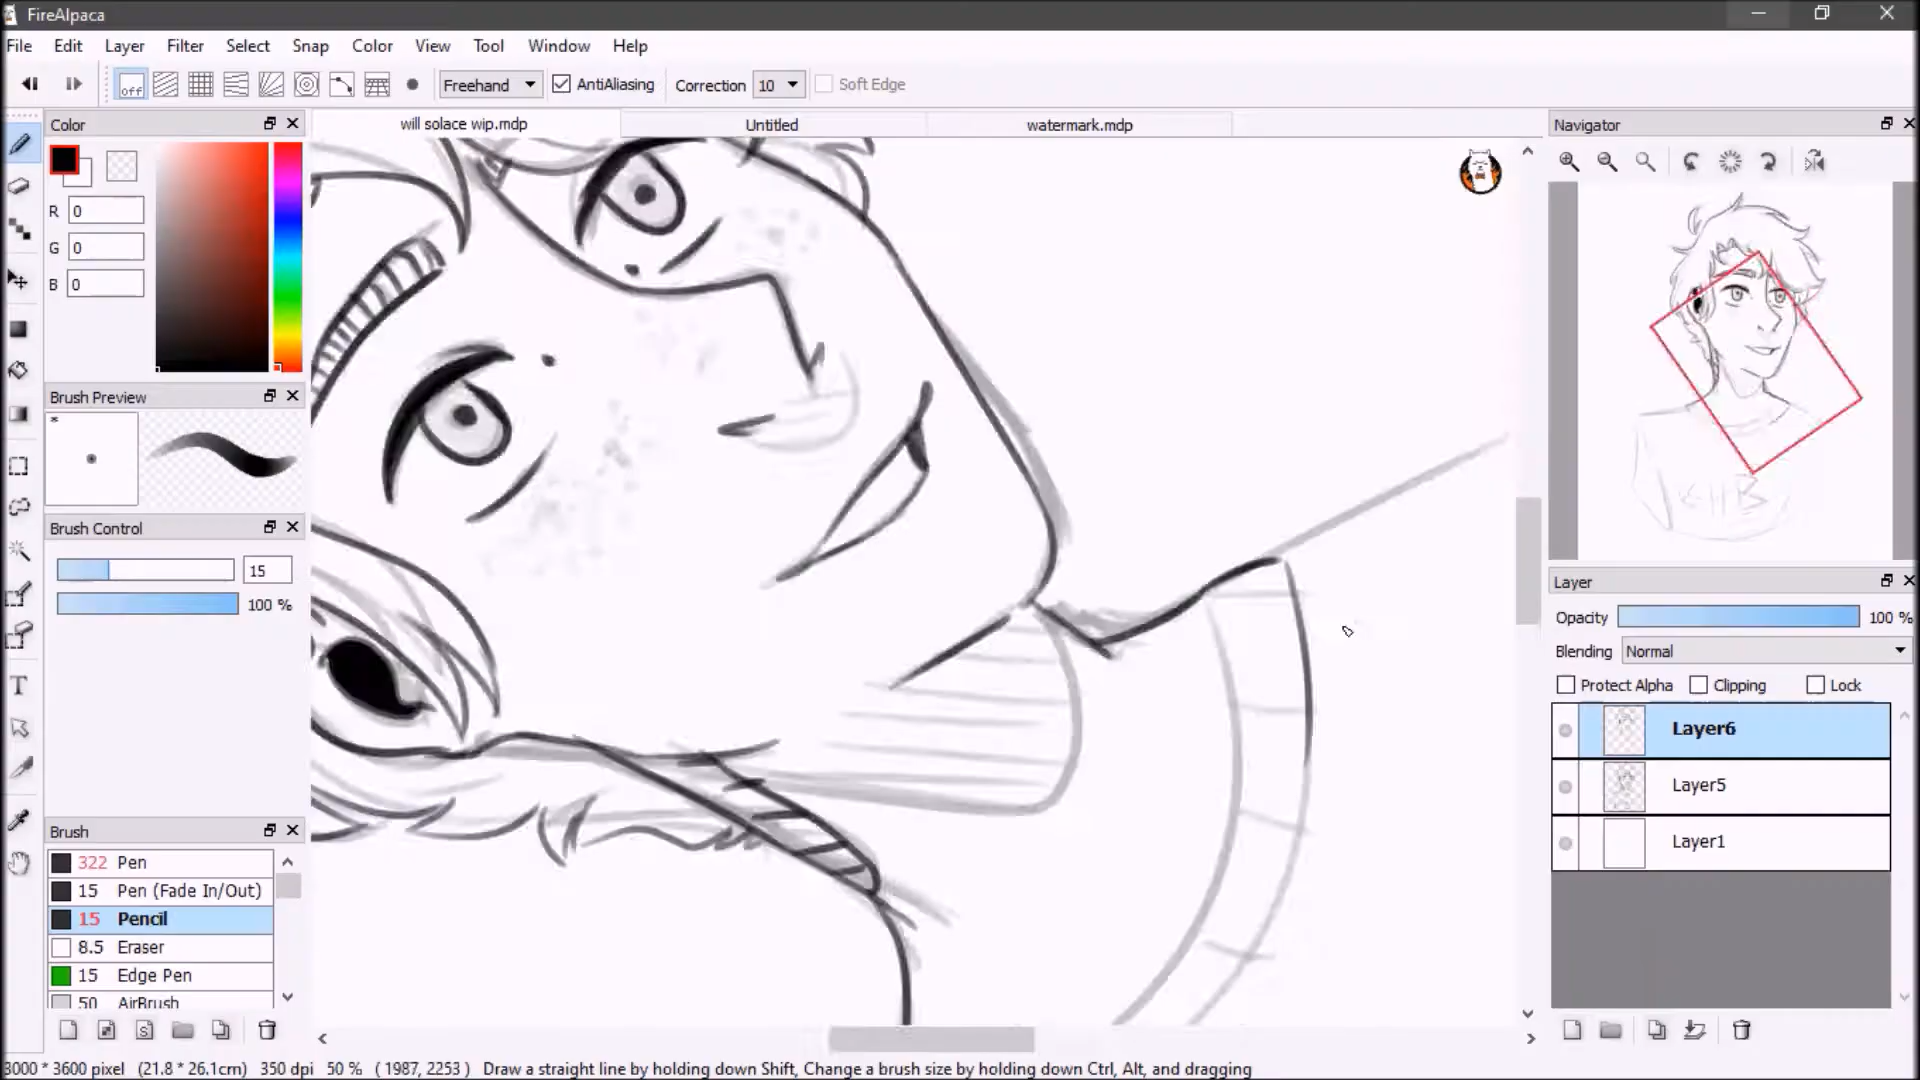 FireAlpaca
File Edit Layer Filter Select Snap Color View Tool Window Help
off Freehand AntiAliasing Correction 10 Soft Edge
Color
will solace wip.mdp
Untitled
watermark.mdp
Navigator
R 0
G 0
B 0
Brush Preview
*
Brush Control
15
100 %
Layer
Opacity 100 %
Blending Normal
Protect Alpha Clipping Lock
Layer6
Layer5
Layer1
Brush
322 Pen
15 Pen (Fade In/Out)
15 Pencil
8.5 Eraser
15 Edge Pen
50 AirBrush
3000 * 3600 pixel (21.8 * 26.1cm) 350 dpi 50 % ( 1987, 2253 ) Draw a straight line by holding down Shift, Change a brush size by holding down Ctrl, Alt, and dragging